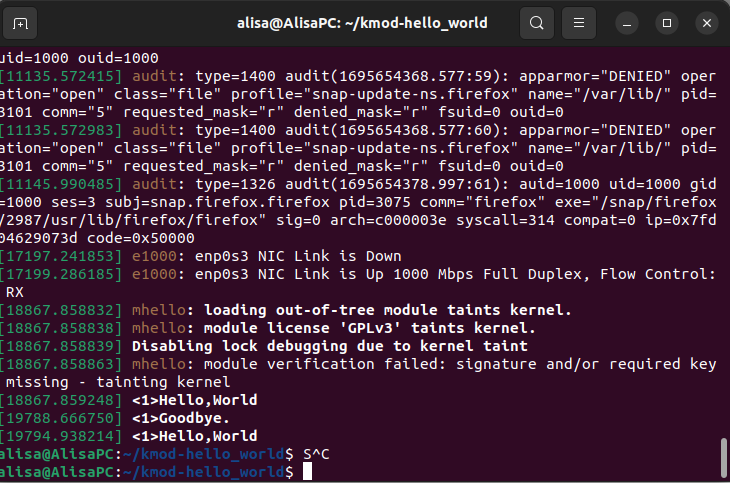 alisa@AlisaPC: ~/kmod-hello_world
uid=1000 ouid=1000
[11135.572415] audit: type=1400 audit(1695654368.577:59): apparmor="DENIED" oper
ation="open" class="file" profile="snap-update-ns.firefox" name="/var/lib/" pid=
3101 comm="5" requested_mask="r" denied_mask="r" fsuid=0 ouid=0
[11135.572983] audit: type=1400 audit(1695654368.577:60): apparmor="DENIED" oper
ation="open" class="file" profile="snap-update-ns.firefox" name="/var/lib/" pid=
3101 comm="5" requested_mask="r" denied_mask="r" fsuid=0 ouid=0
[11145.990485] audit: type=1326 audit(1695654378.997:61): auid=1000 uid=1000 gid
=1000 ses=3 subj=snap.firefox.firefox pid=3075 comm="firefox" exe="/snap/firefox
/2987/usr/lib/firefox/firefox" sig=0 arch=c000003e syscall=314 compat=0 ip=0x7fd
04629073d code=0x50000
[17197.241853] e1000: enp0s3 NIC Link is Down
[17199.286185] e1000: enp0s3 NIC Link is Up 1000 Mbps Full Duplex, Flow Control:
 RX
[18867.858832] mhello: loading out-of-tree module taints kernel.
[18867.858838] mhello: module license 'GPLv3' taints kernel.
[18867.858839] Disabling lock debugging due to kernel taint
[18867.858863] mhello: module verification failed: signature and/or required key
 missing - tainting kernel
[18867.859248] <1>Hello,World
[19788.666750] <1>Goodbye.
[19794.938214] <1>Hello,World
alisa@AlisaPC:~/kmod-hello_world$ S^C
alisa@AlisaPC:~/kmod-hello_world$